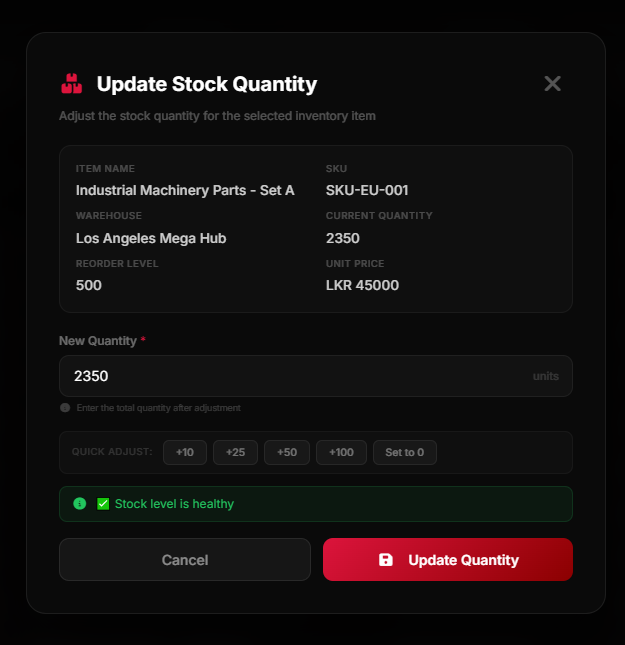 Update Stock Quantity
Adjust the stock quantity for the selected inventory item
ITEM NAME
Industrial Machinery Parts - Set A
SKU
SKU-EU-001
WAREHOUSE
Los Angeles Mega Hub
CURRENT QUANTITY
2350
REORDER LEVEL
500
UNIT PRICE
LKR 45000
New Quantity *
2350 units
Enter the total quantity after adjustment
QUICK ADJUST: +10 +25 +50 +100 Set to 0
✅ Stock level is healthy
Cancel Update Quantity